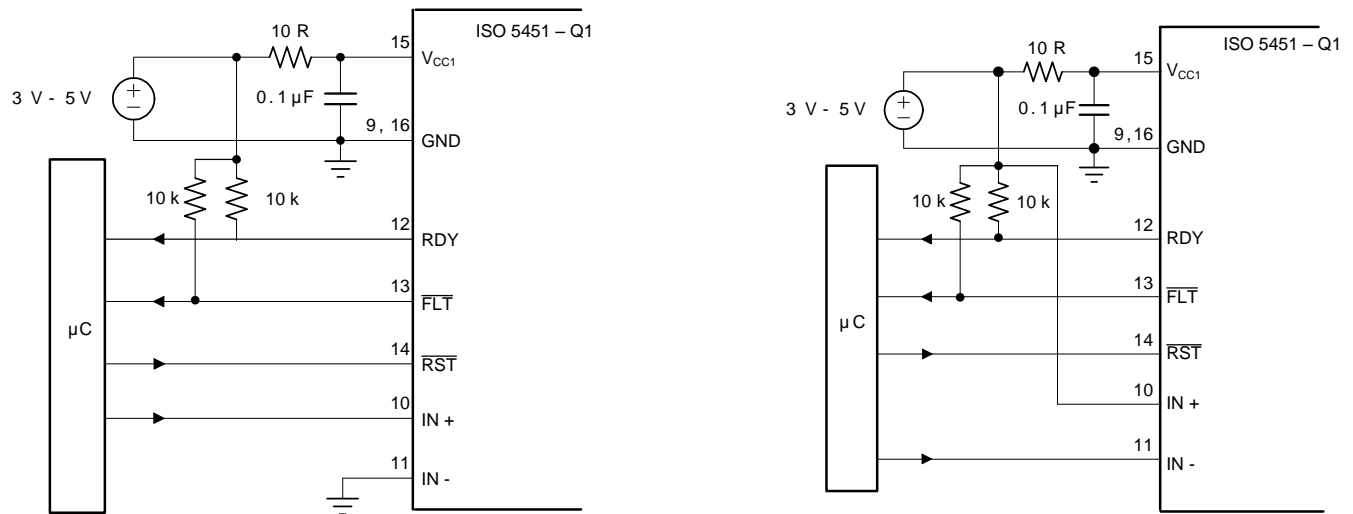 ISO 5451 – Q1
10 R
15
VCC1
3 V - 5 V
0.1 µF
9, 16
GND
10 k
10 k
12
RDY
13
FLT
µC
14
RST
10
IN +
11
IN -
ISO 5451 – Q1
10 R
15
VCC1
3 V - 5 V
0.1 µF
9, 16
GND
10 k
10 k
12
RDY
13
FLT
µC
14
RST
10
IN +
11
IN -